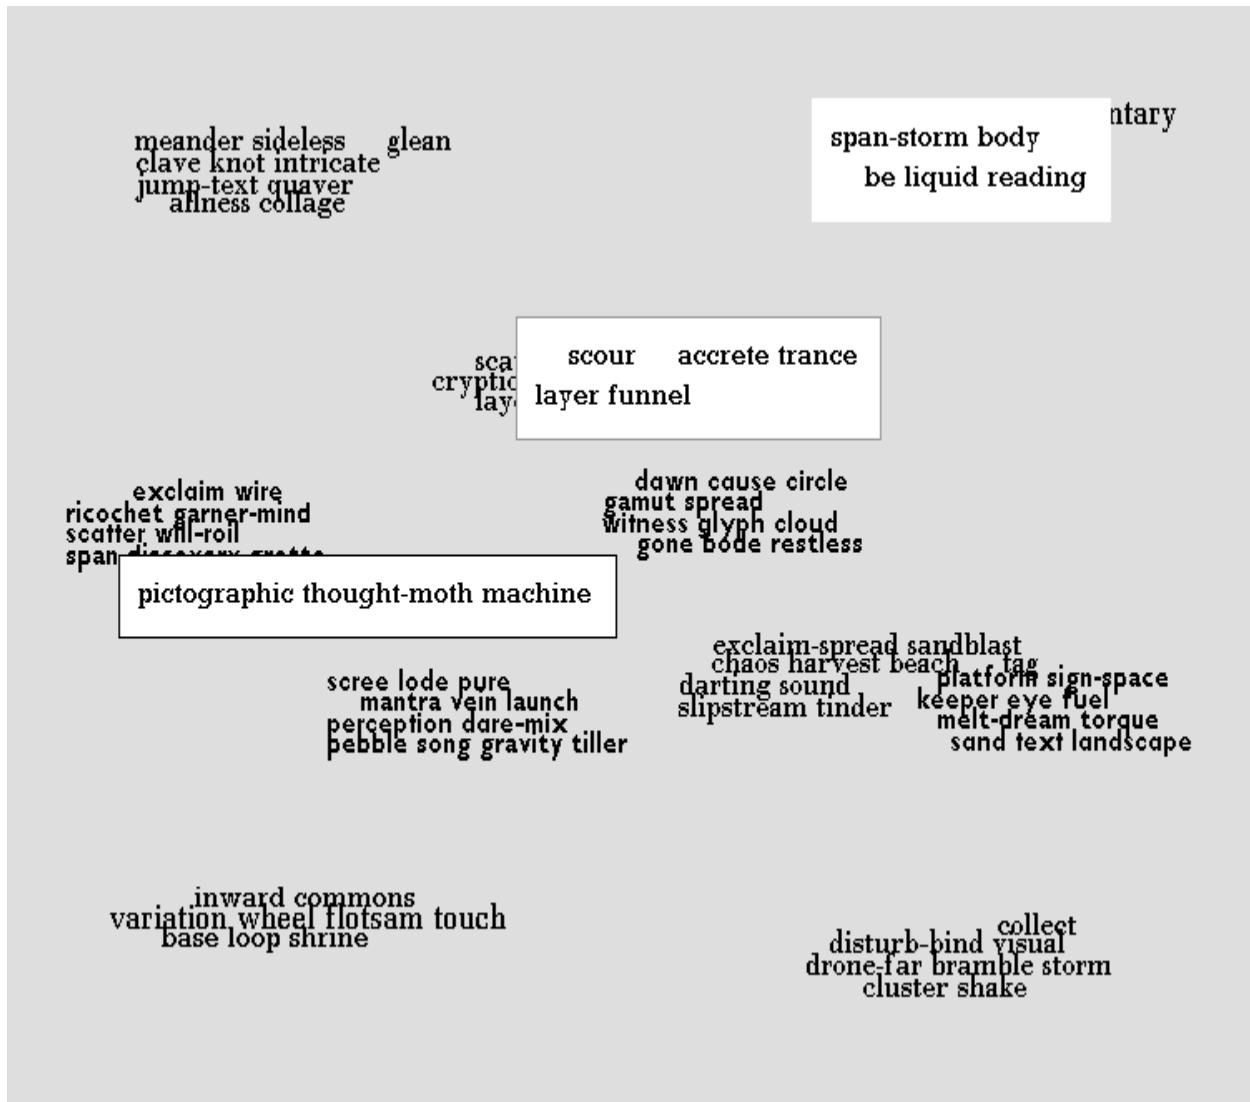 meander sideless glean
clave knot intricate
jump-text quaver
allness collage
span-storm body
be liquid reading
scour accrete trance
layer funnel
exclaim wire
ricochet garner-mind
scatter will-roil
span discovery grotto
pictographic thought-moth machine
dawn cause circle
gamut spread
witness glyph cloud
gone bode restless
scree lode pure
mantra vein launch
perception dare-mix
pebble song gravity tiller
exclaim-spread sandblast
chaos harvest beach tag
darting sound
slipstream tinder
platform sign-space
keeper eye fuel
melt-dream torque
sand text landscape
inward commons
variation wheel flotsam touch
base loop shrine
collect
disturb-bind visual
drone-far bramble storm
cluster shake